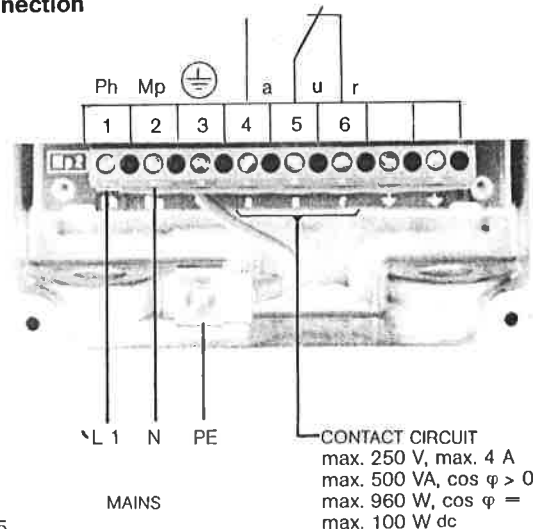 nection
a u r
Ph Mp
1 2 3 4 5 6
L 1 N PE
CONTACT CIRCUIT
max. 250 V, max. 4 A
max. 500 VA, cos φ > 0
max. 960 W, cos φ =
max. 100 W dc
MAINS